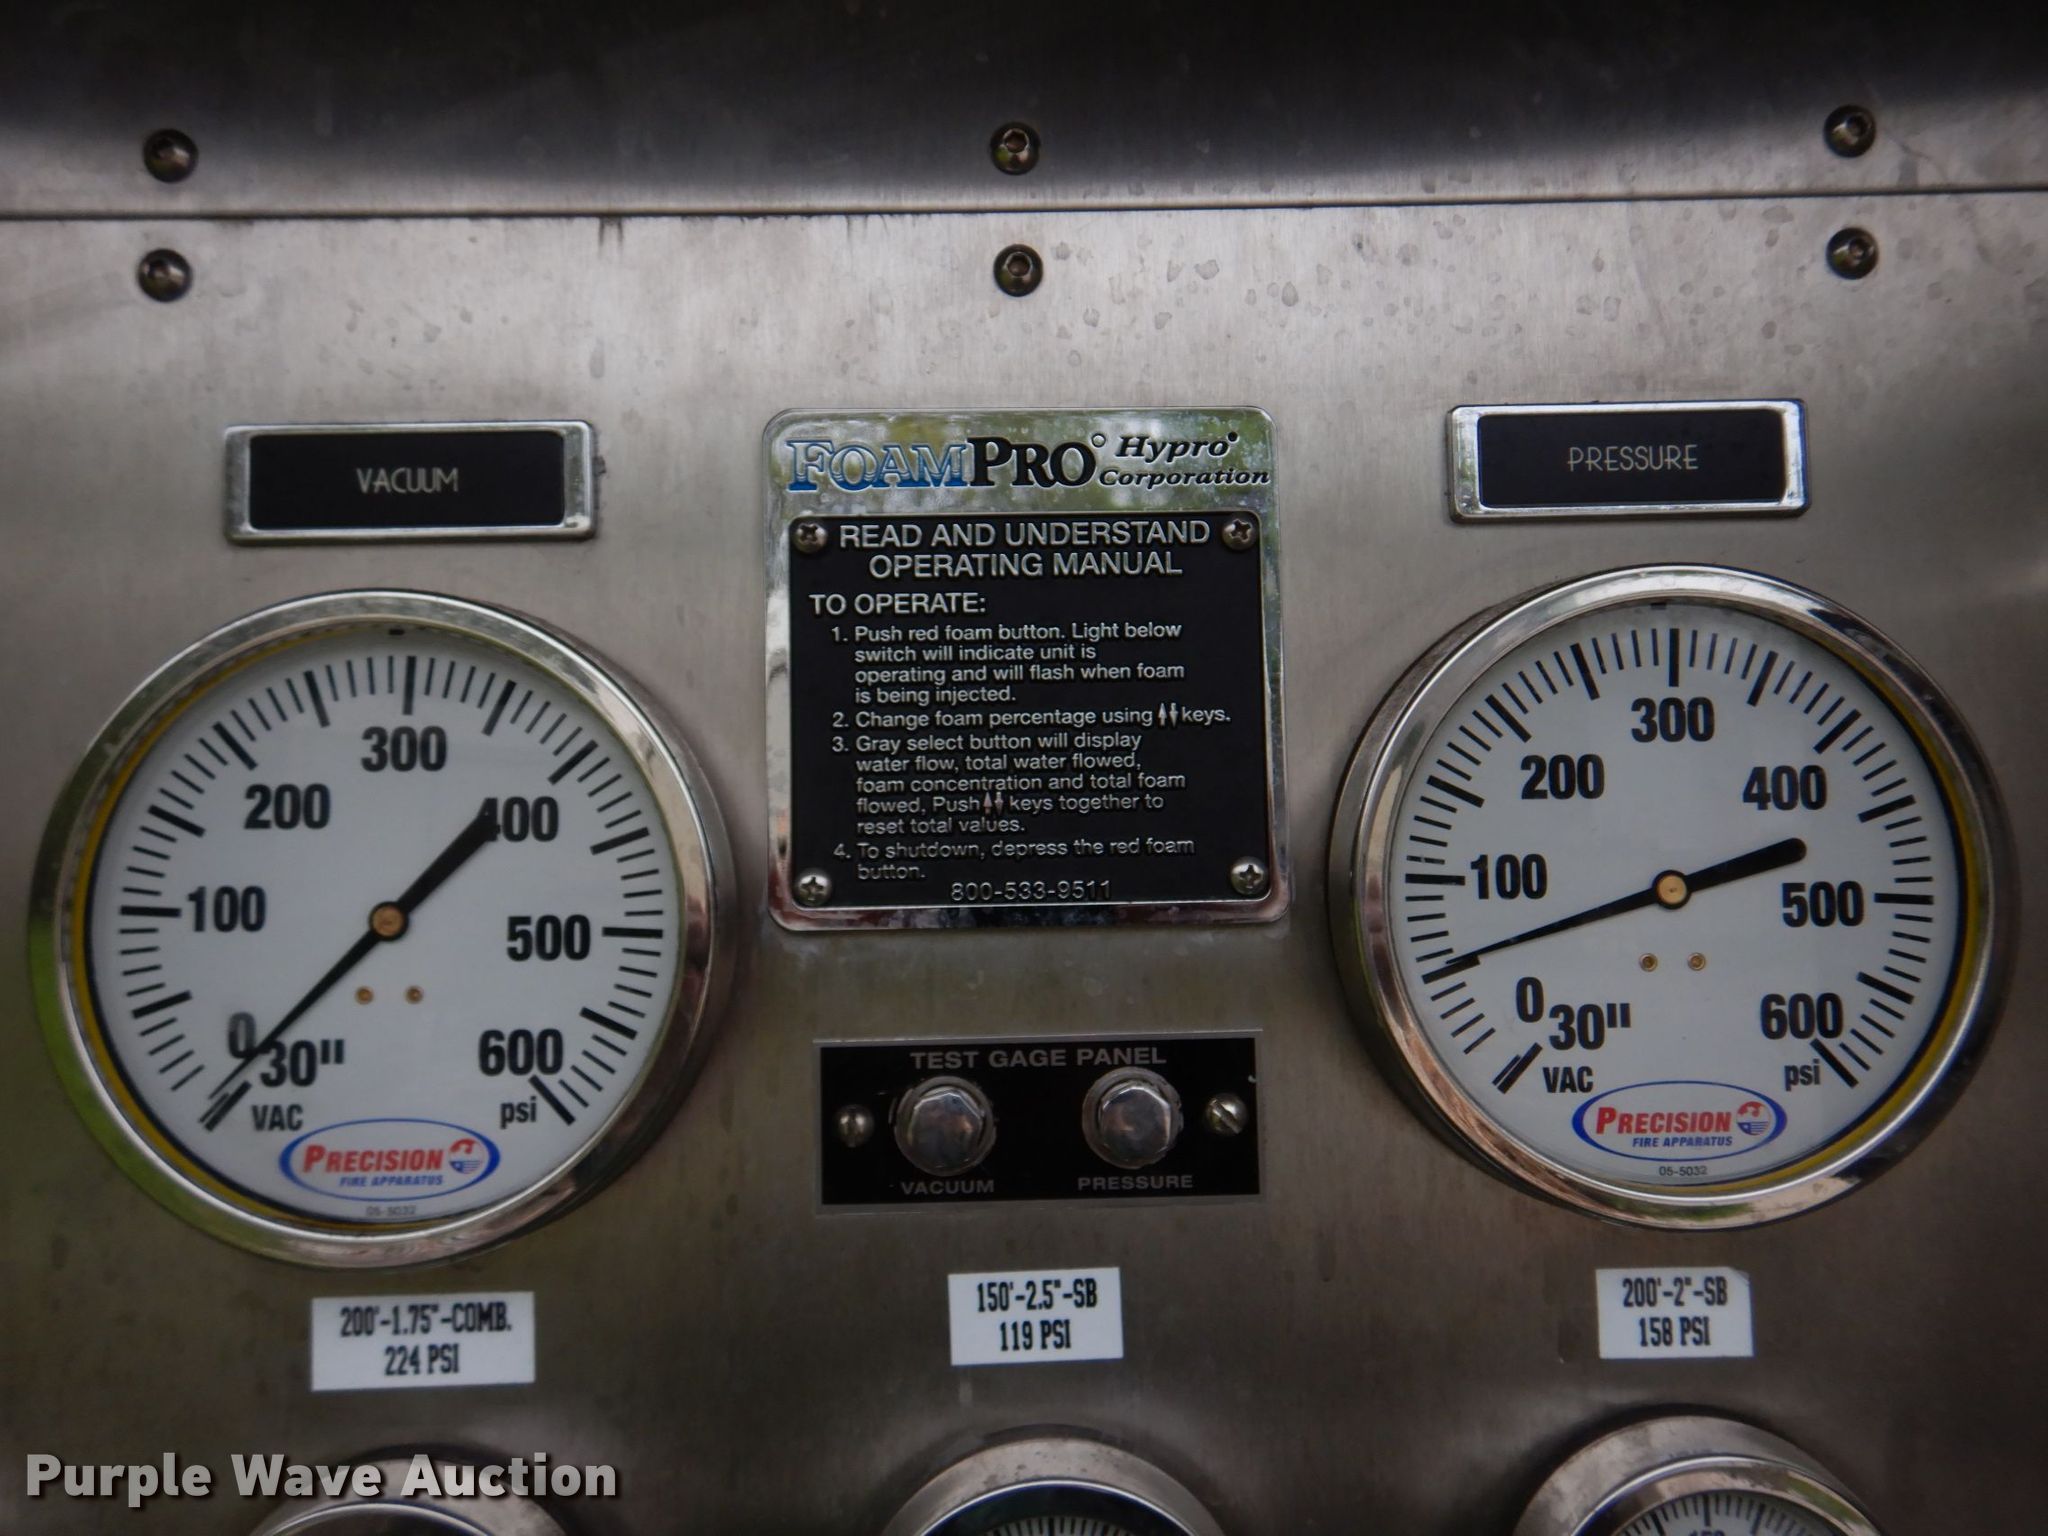 VACUUM
FOAMPRO Hypro
Corporation
PRESSURE
READ AND UNDERSTAND
OPERATING MANUAL
TO OPERATE:
1. Push red foam button. Light below
switch will indicate unit is
operating and will flash when foam
is being injected.
2. Change foam percentage using keys.
3. Gray select button will display
water flow, total water flowed,
foam concentration and total foam
flowed, Push keys together to
reset total values.
4. To shutdown, depress the red foam
button.
800-533-9511
0
100
200
300
400
500
600
30"
VAC
psi
PRECISION
FIRE APPARATUS
05-5032
0
100
200
300
400
500
600
30"
VAC
psi
PRECISION
FIRE APPARATUS
05-5032
TEST GAGE PANEL
VACUUM
PRESSURE
200'-1.75"-COMB.
224 PSI
150'-2.5"-SB
119 PSI
200'-2"-SB
158 PSI
Purple Wave Auction